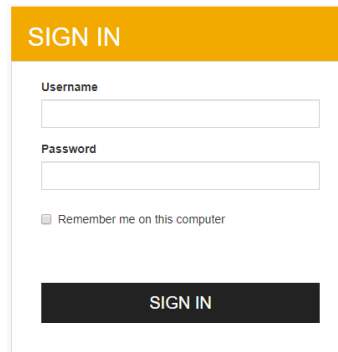 SIGN IN
Username
Password
Remember me on this computer
SIGN IN